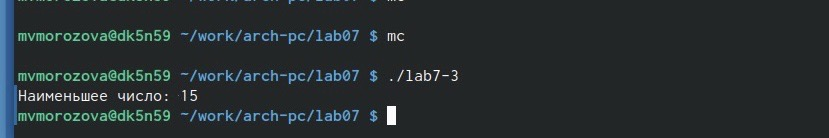 mvmorozova@dk5n59 ~/work/arch-pc/lab07 $ mc
mvmorozova@dk5n59 ~/work/arch-pc/lab07 $ ./lab7-3
Наименьшее число: 15
mvmorozova@dk5n59 ~/work/arch-pc/lab07 $